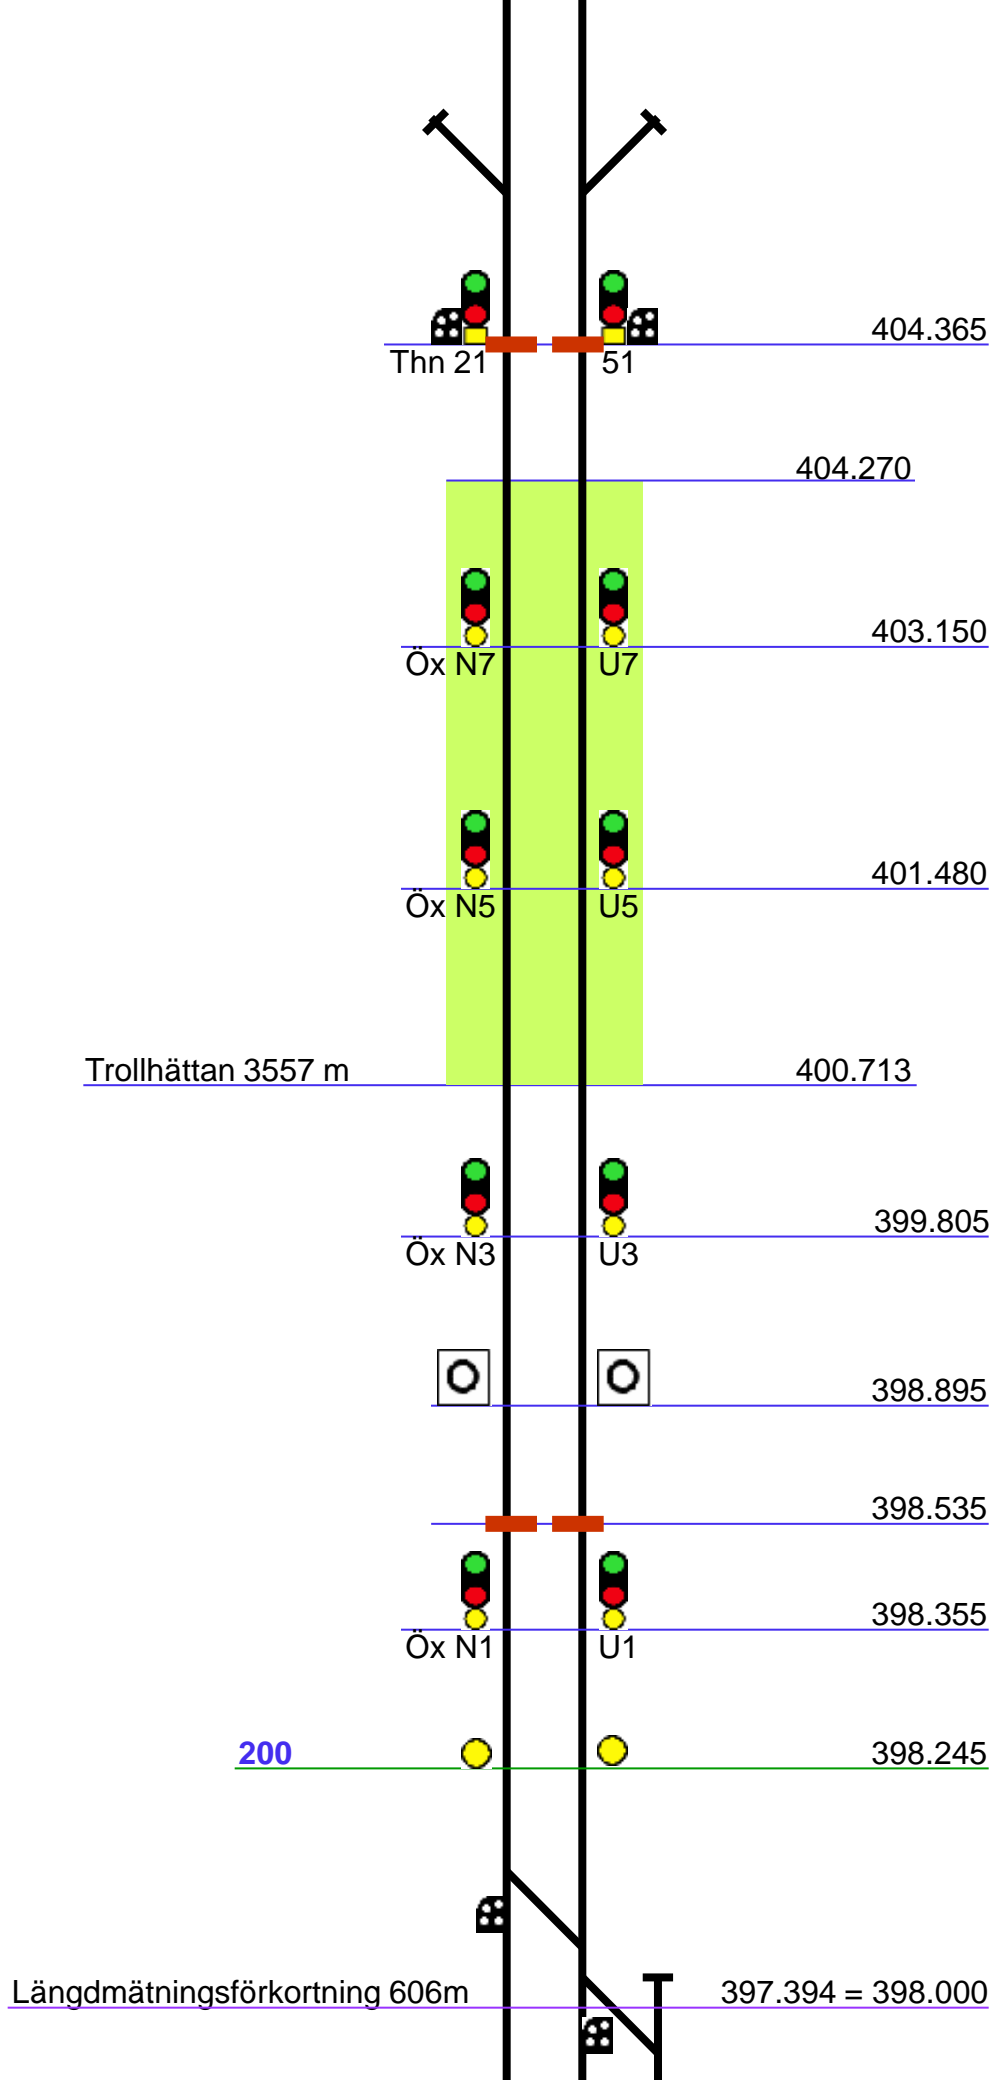 404.365
Thn 21 51
404.270
403.150
Öx N7 U7
401.480
Öx N5 U5
Trollhättan 3557 m 400.713
399.805
Öx N3 U3
398.895
398.535
398.355
Öx N1 U1
200 398.245
Längdmätningsförkortning 606m 397.394 = 398.000